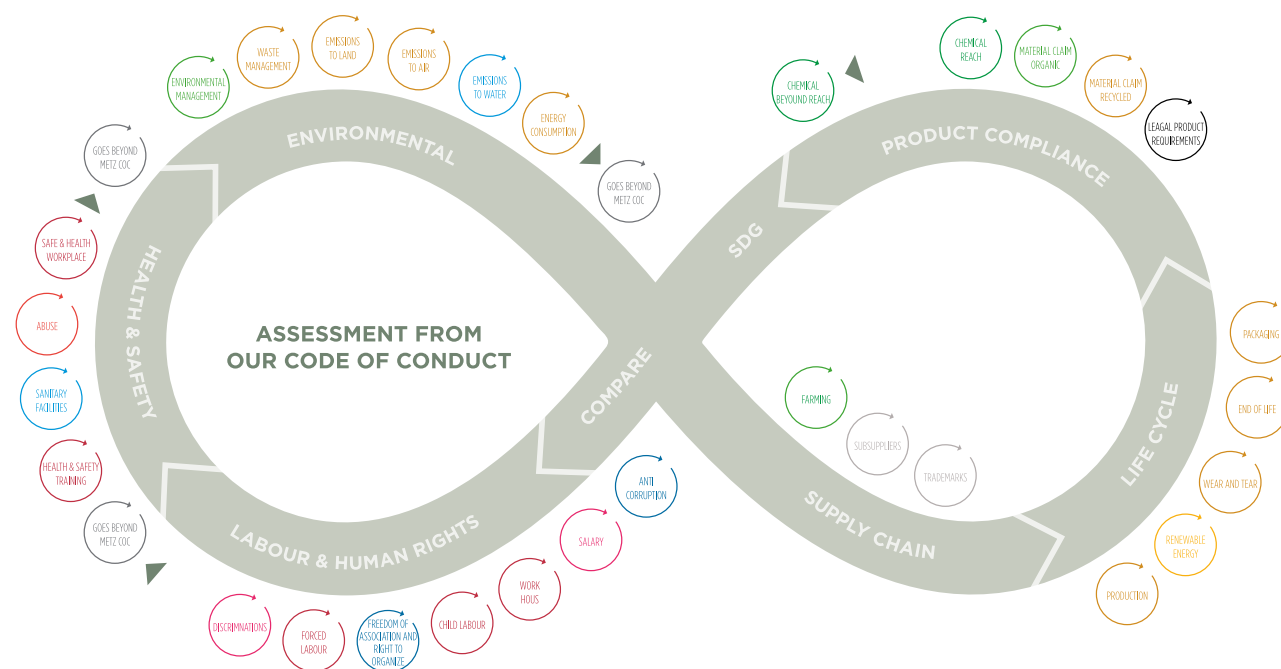 EMISSIONS
TO LAND
WASTE
MANAGEMENT
EMISSIONS
TO AIR
ENVIRONMENTAL
MANAGEMENT
EMISSIONS
TO WATER
ENERGY
CONSUMPTION
GOES BEYOND
METZ COC
GOES BEYOND
METZ COC
ENVIRONMENTAL
SAFE & HEALTH
WORKPLACE
ABUSE
SANITARY
FACILITIES
HEALTH & SAFETY
TRAINING
GOES BEYOND
METZ COC
HEALTH & SAFETY
ASSESSMENT FROM
OUR CODE OF CONDUCT
COMPARE
LABOUR & HUMAN RIGHTS
ANTI
CORRUPTION
SALARY
WORK
HOUS
CHILD LABOUR
FREEDOM OF
ASSOCIATION AND
RIGHT TO
ORGANIZE
FORCED
LABOUR
DISCRIMNATIONS
CHEMICAL
BEYOUND REACH
CHEMICAL
REACH
MATERIAL CLAIM
ORGANIC
MATERIAL CLAIM
RECYCLED
LEAGAL PRODUCT
REQUIREMENTS
PRODUCT COMPLIANCE
SDG
FARMING
SUBSUPPLIERS
TRADEMARKS
SUPPLY CHAIN
LIFE CYCLE
PACKAGING
END OF LIFE
WEAR AND TEAR
RENEWABLE
ENERGY
PRODUCTION